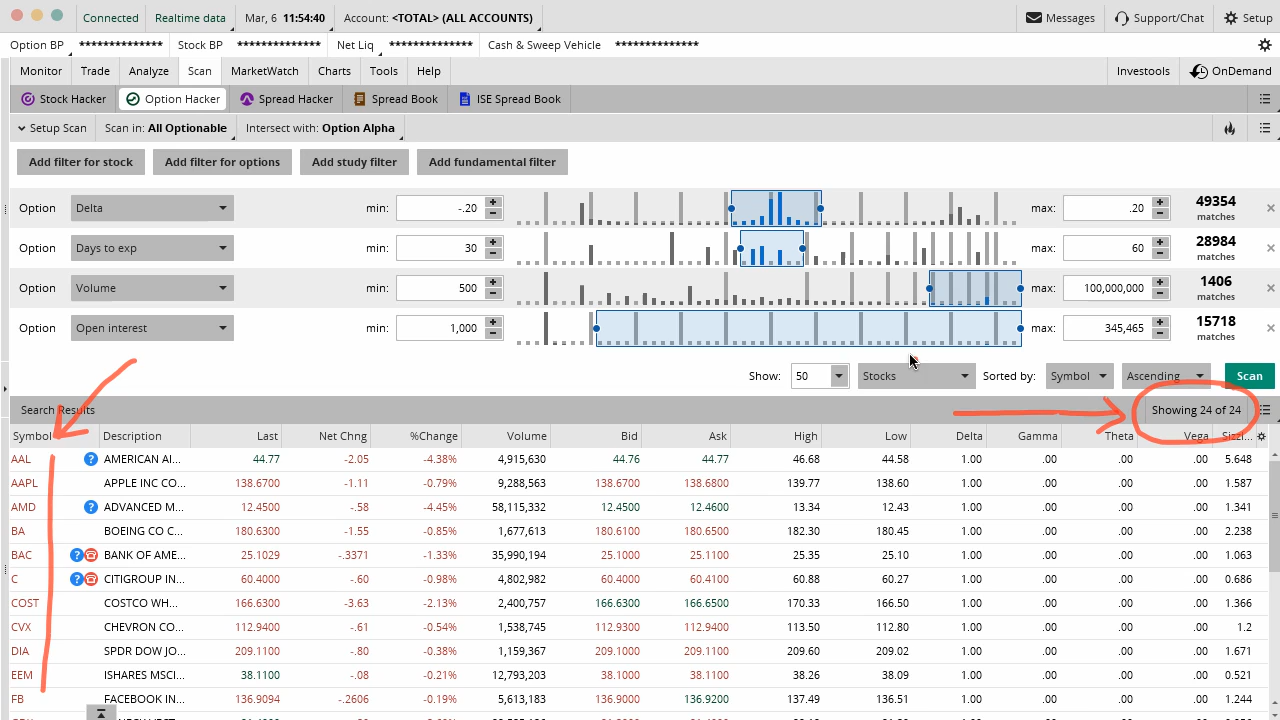 Connected Realtime data Mar, 6 11:54:40 Account: <TOTAL> (ALL ACCOUNTS) Messages Support/Chat Setup
Option BP ************** Stock BP ************** Net Liq ************** Cash & Sweep Vehicle **************
Monitor Trade Analyze Scan MarketWatch Charts Tools Help Investools OnDemand
Stock Hacker Option Hacker Spread Hacker Spread Book ISE Spread Book
Setup Scan Scan in: All Optionable Intersect with: Option Alpha
Add filter for stock Add filter for options Add study filter Add fundamental filter
Option Delta min: -.20 max: .20 49354 matches
Option Days to exp min: 30 max: 60 28984 matches
Option Volume min: 500 max: 100,000,000 1406 matches
Option Open interest min: 1,000 max: 345,465 15718 matches
Show: 50 Stocks Sorted by: Symbol Ascending Scan
Search Results Showing 24 of 24
Symbol Description Last Net Chng %Change Volume Bid Ask High Low Delta Gamma Theta Vega Sizzl...
AAL ? AMERICAN AI... 44.77 -2.05 -4.38% 4,915,630 44.76 44.77 46.68 44.58 1.00 .00 .00 .00 5.648
AAPL APPLE INC CO... 138.6700 -1.11 -0.79% 9,288,563 138.6700 138.6800 139.77 138.60 1.00 .00 .00 .00 1.587
AMD ? ADVANCED M... 12.4500 -.58 -4.45% 58,115,332 12.4500 12.4600 13.34 12.43 1.00 .00 .00 .00 1.341
BA BOEING CO C... 180.6300 -1.55 -0.85% 1,677,613 180.6100 180.6500 182.30 180.45 1.00 .00 .00 .00 2.238
BAC ? BANK OF AME... 25.1029 -.3371 -1.33% 35,990,194 25.1000 25.1100 25.35 25.10 1.00 .00 .00 .00 1.063
C ? CITIGROUP IN... 60.4000 -.60 -0.98% 4,802,982 60.4000 60.4100 60.88 60.27 1.00 .00 .00 .00 0.686
COST COSTCO WH... 166.6300 -3.63 -2.13% 2,400,757 166.6300 166.6500 170.33 166.50 1.00 .00 .00 .00 1.366
CVX CHEVRON CO... 112.9400 -.61 -0.54% 1,538,745 112.9300 112.9400 113.50 112.80 1.00 .00 .00 .00 1.2
DIA SPDR DOW JO... 209.1100 -.80 -0.38% 1,159,367 209.1000 209.1100 209.60 209.02 1.00 .00 .00 .00 1.671
EEM ISHARES MSCI... 38.1100 -.08 -0.21% 12,793,203 38.1000 38.1100 38.26 38.09 1.00 .00 .00 .00 0.521
FB FACEBOOK IN... 136.9094 -.2606 -0.19% 5,613,183 136.9000 136.9200 137.49 136.51 1.00 .00 .00 .00 1.244